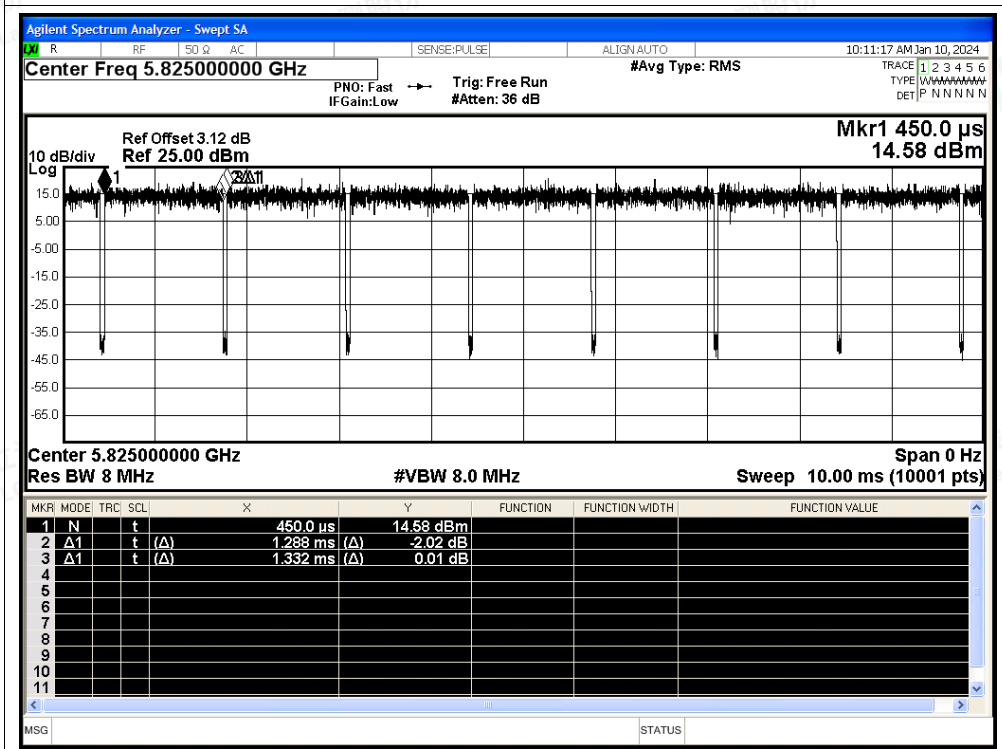 Agilent Spectrum Analyzer - Swept SA
LXI R RF 50 Ω AC SENSE:PULSE ALIGN AUTO 10:11:17 AM Jan 10, 2024
Center Freq 5.825000000 GHz #Avg Type: RMS TRACE 1 2 3 4 5 6
PNO: Fast Trig: Free Run TYPE WWWWWW
IFGain:Low #Atten: 36 dB DET P N N N N N
Mkr1 450.0 µs
Ref Offset 3.12 dB
10 dB/div Ref 25.00 dBm 14.58 dBm
Log
1
15.0
5.00
-5.00
-15.0
-25.0
-35.0
-45.0
-55.0
-65.0
Center 5.825000000 GHz Span 0 Hz
Res BW 8 MHz #VBW 8.0 MHz Sweep 10.00 ms (10001 pts)
MKR MODE TRC SCL X Y FUNCTION FUNCTION WIDTH FUNCTION VALUE
1 N t 450.0 µs 14.58 dBm
2 Δ1 t (Δ) 1.288 ms (Δ) -2.02 dB
3 Δ1 t (Δ) 1.332 ms (Δ) 0.01 dB
4
5
6
7
8
9
10
11
MSG STATUS